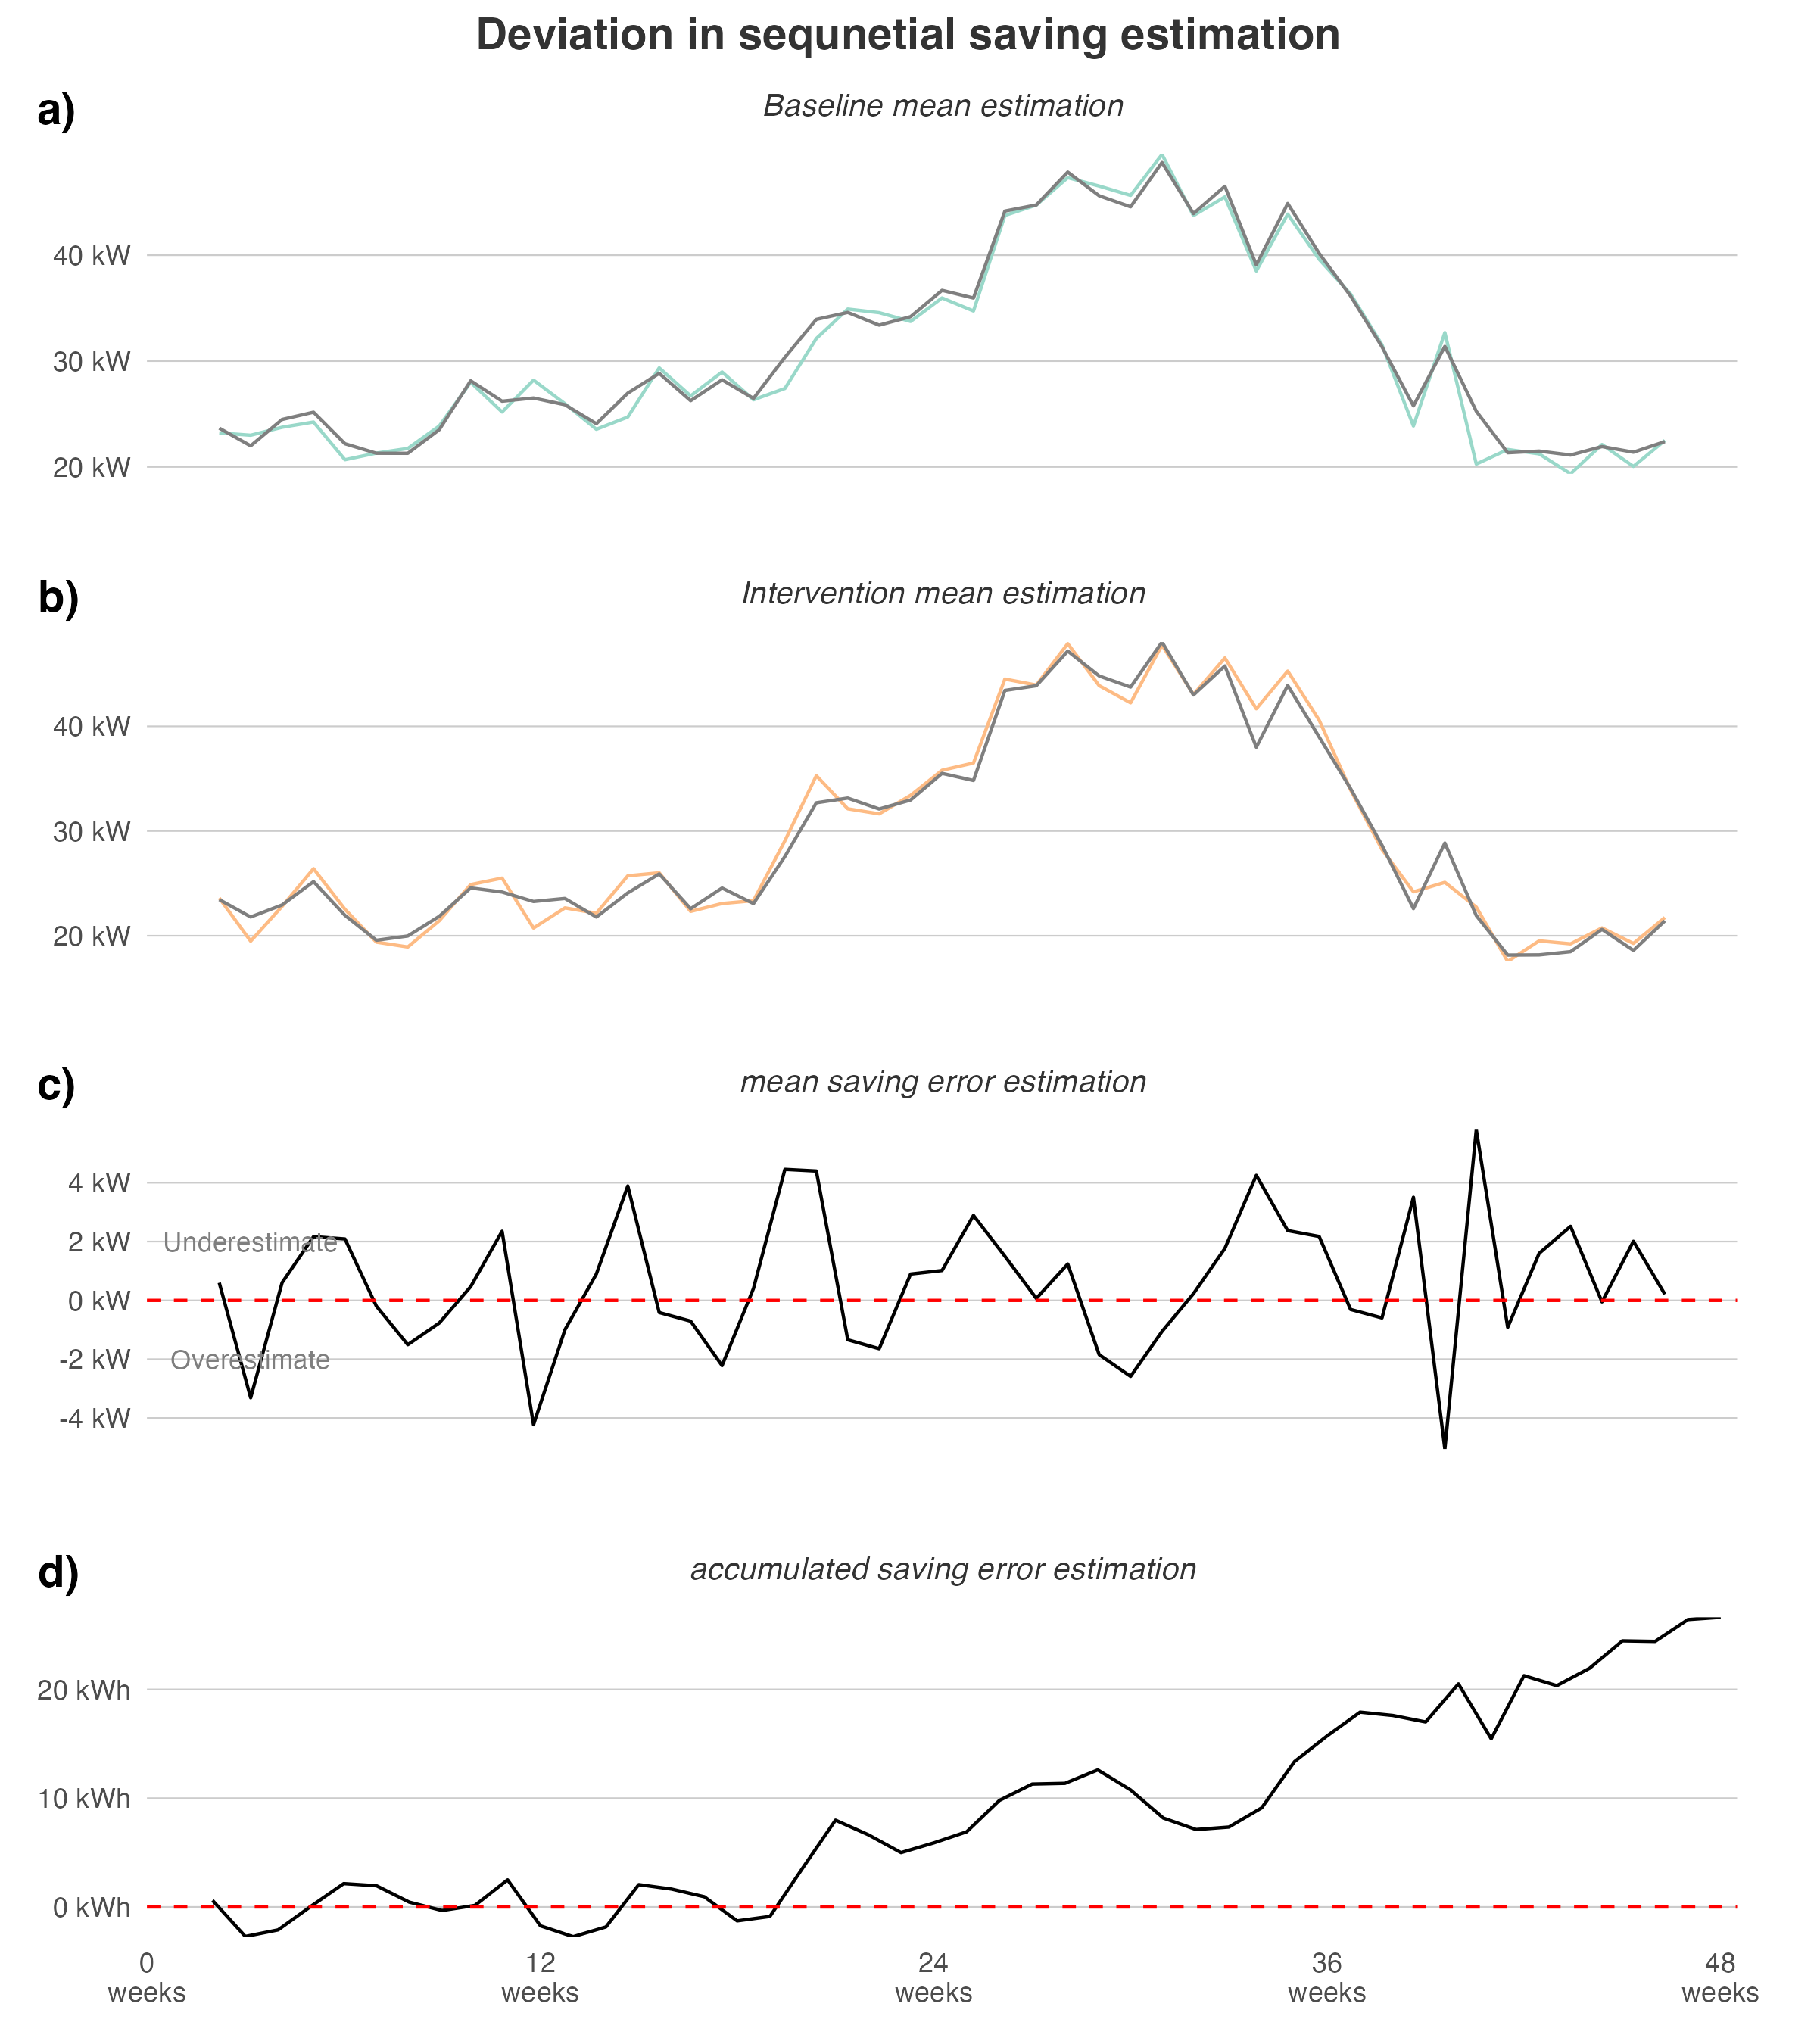 Deviation in sequnetial saving estimation
a)
Baseline mean estimation
40 kW
30 kW
20 kW
b)
Intervention mean estimation
40 kW
30 kW
20 kW
c)
mean saving error estimation
4 kW
2 kW
Underestimate
0 kW
-2 kW
Overestimate
-4 kW
d)
accumulated saving error estimation
20 kWh
10 kWh
0 kWh
0
weeks
12
weeks
24
weeks
36
weeks
48
weeks